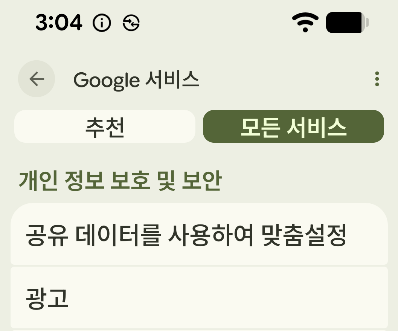 3:04
Google 서비스
추천
모든 서비스
개인 정보 보호 및 보안
공유 데이터를 사용하여 맞춤설정
광고